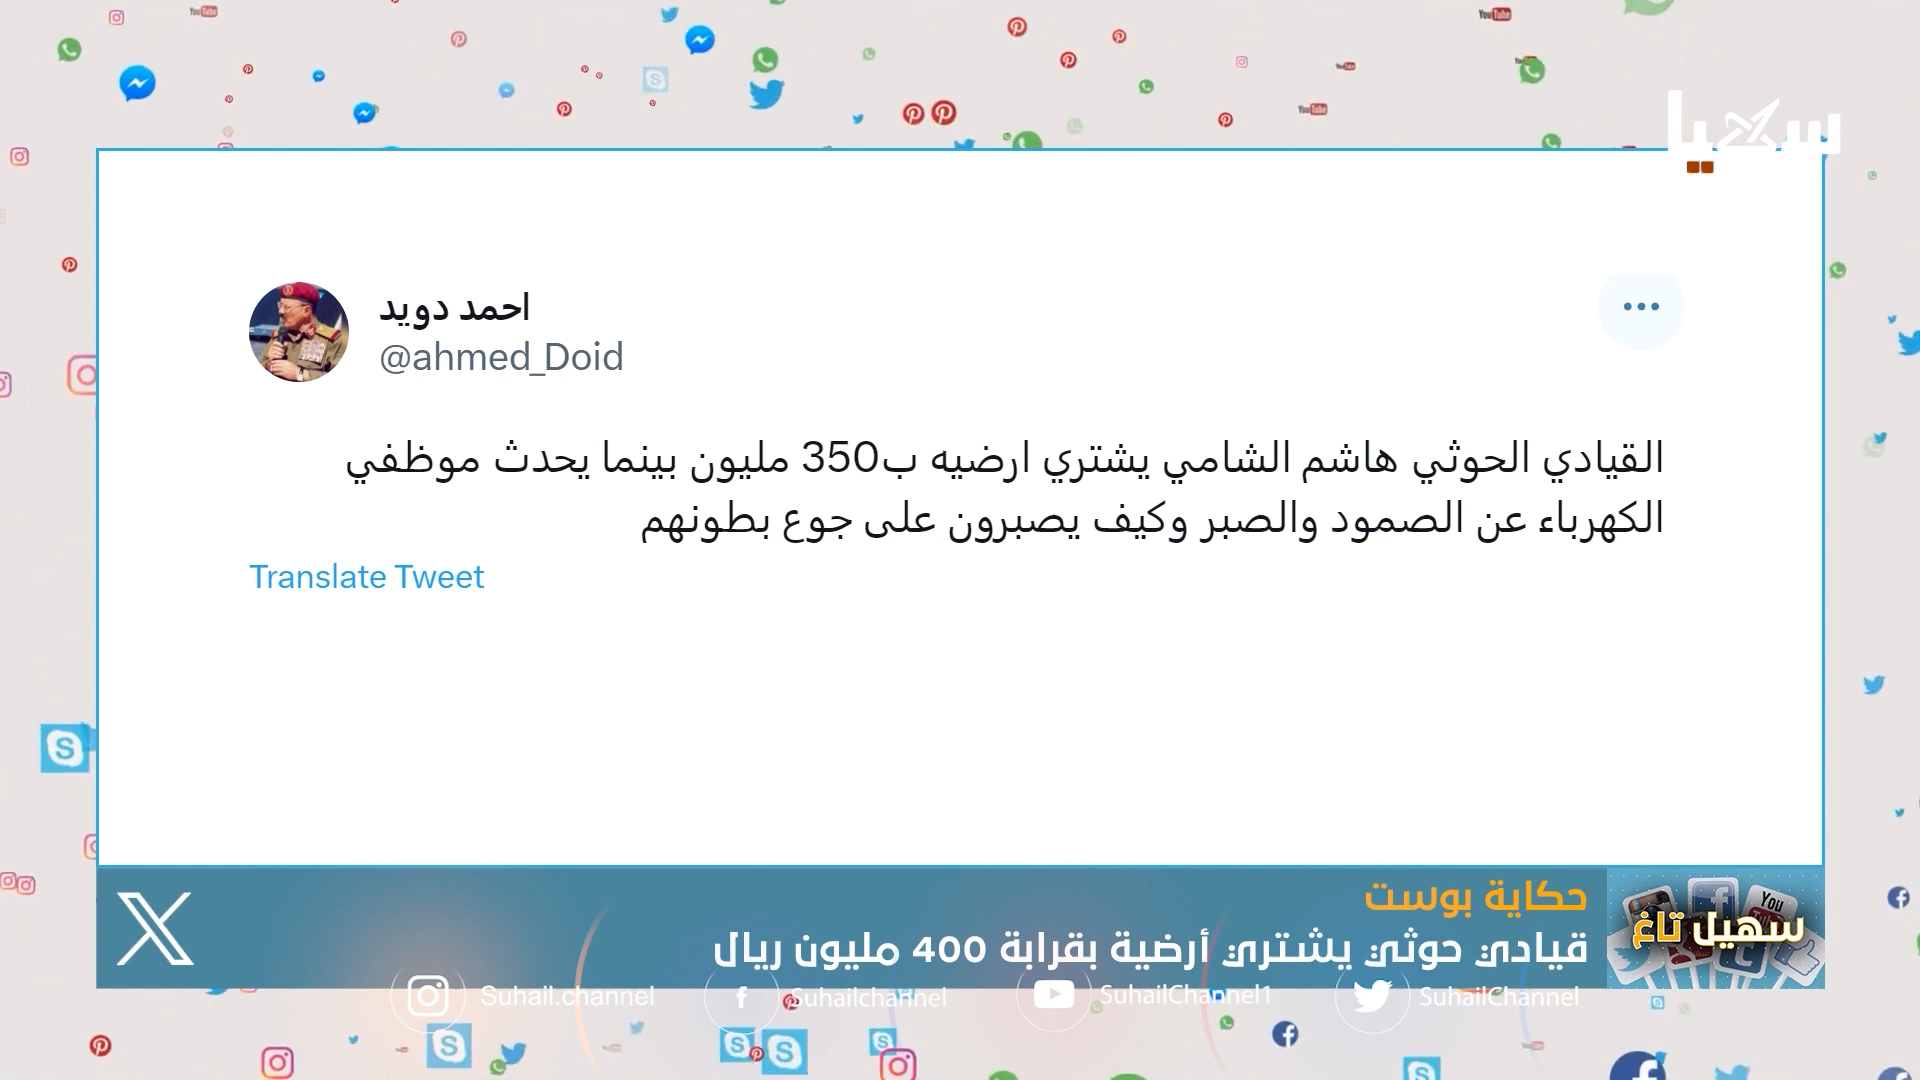 سهيل
احمد دويد
@ahmed_Doid
القيادي الحوثي هاشم الشامي يشتري ارضيه ب350 مليون بينما يحدث موظفي
الكهرباء عن الصمود والصبر وكيف يصبرون على جوع بطونهم
Translate Tweet
حكاية بوست
قيادي حوثي يشتري أرضية بقرابة 400 مليون ريال
سهيل تاغ
You
Suhail.channel
Suhailchannel
SuhailChannel1
SuhailChannel